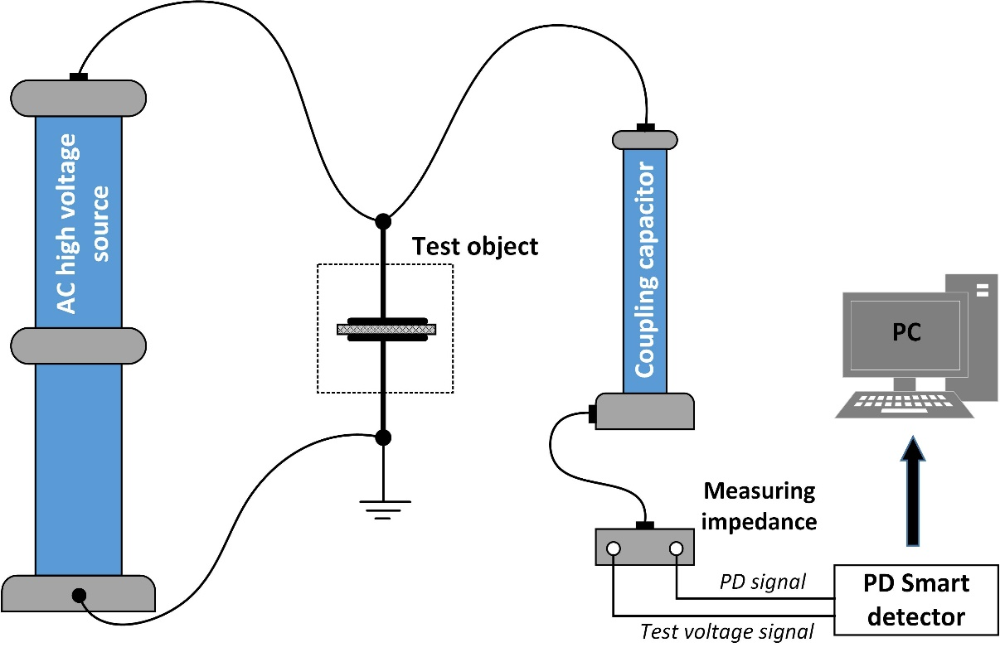 AC high voltage
source
Test object
Coupling capacitor
PC
Measuring
impedance
PD signal
Test voltage signal
PD Smart
detector